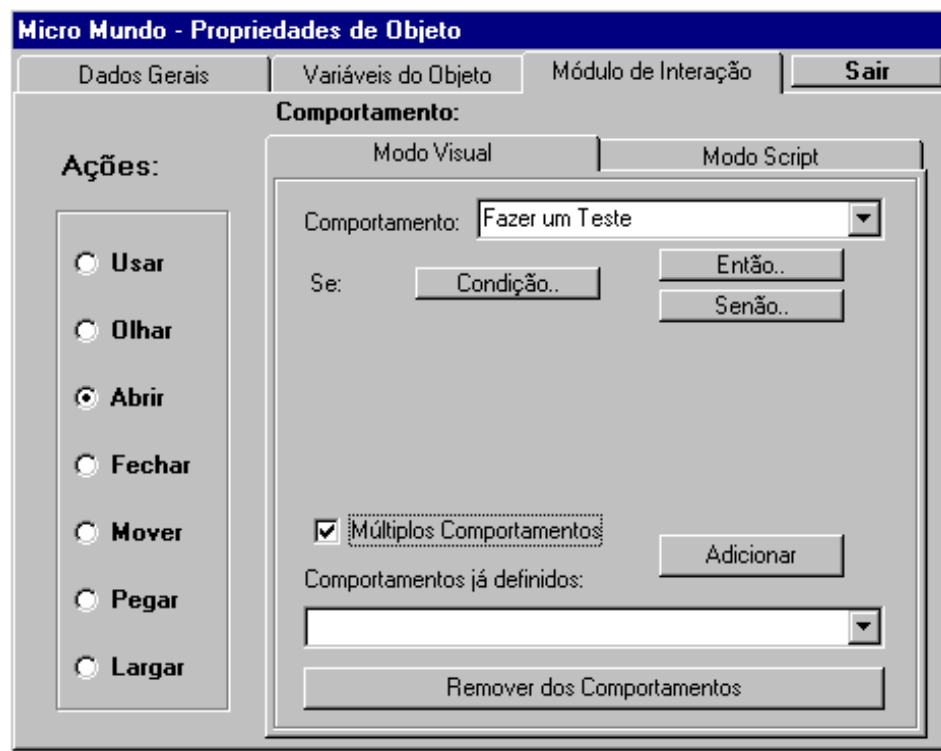 Micro Mundo - Propriedades de Objeto
Dados Gerais
Variáveis do Objeto
Módulo de Interação
Sair
Comportamento:
Ações:
Usar
Olhar
Abrir
Fechar
Mover
Pegar
Largar
Modo Visual
Modo Script
Comportamento: Fazer um Teste
Se: Condição..
Então..
Senão..
Múltiplos Comportamentos
Adicionar
Comportamentos já definidos:
Remover dos Comportamentos